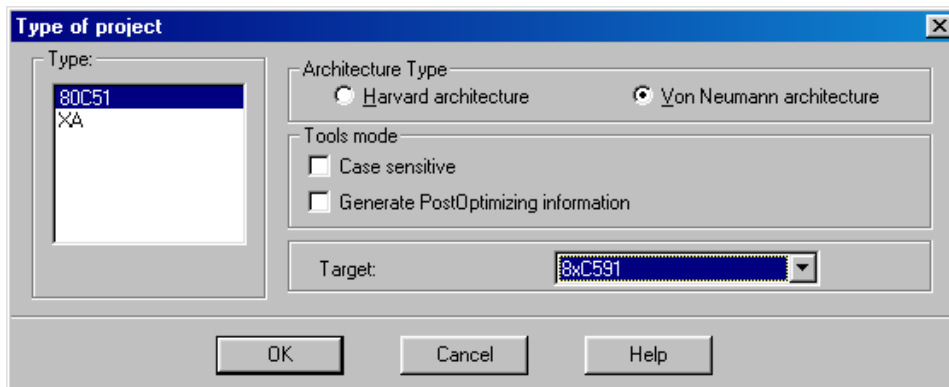 Type of project
Type:
80C51
XA
Architecture Type
Harvard architecture
Von Neumann architecture
Tools mode
Case sensitive
Generate PostOptimizing information
Target:
8xC591
OK
Cancel
Help